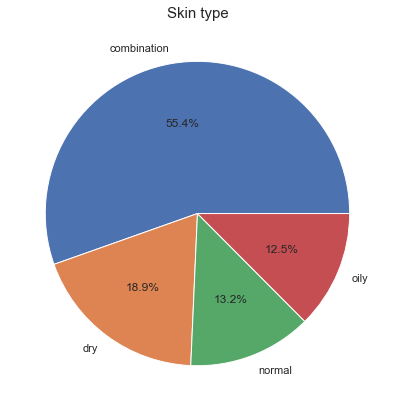 Skin type
combination
55.4%
12.5%
18.9%
13.2%
oily
dry
normal